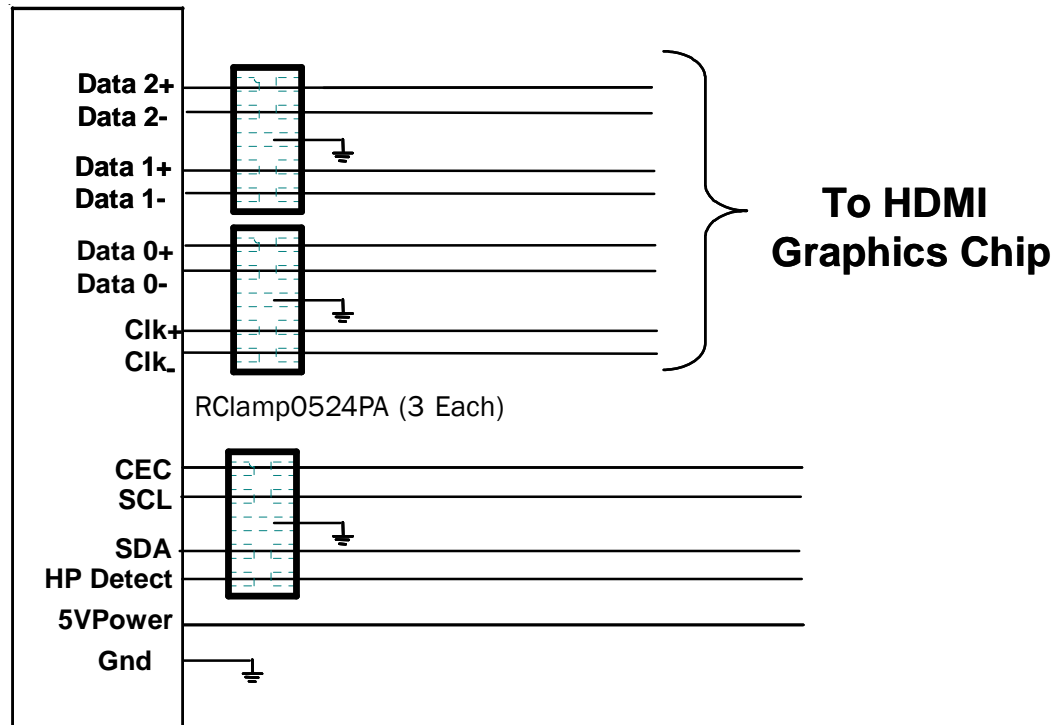 Data 2+
Data 2-
Data 1+
Data 1-
To HDMI
Graphics Chip
Data 0+
Data 0-
Clk+
Clk-
RClamp0524PA (3 Each)
CEC
SCL
SDA
HP Detect
5VPower
Gnd